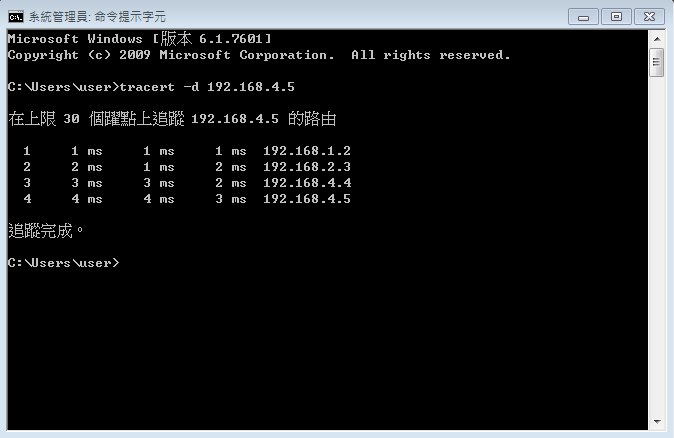 系統管理員: 命令提示字元
Microsoft Windows [版本 6.1.7601]
Copyright (c) 2009 Microsoft Corporation.  All rights reserved.
C:\Users\user>tracert -d 192.168.4.5
在上限 30 個躍點上追蹤 192.168.4.5 的路由
1     1 ms     1 ms     1 ms  192.168.1.2
2     2 ms     1 ms     2 ms  192.168.2.3
3     3 ms     3 ms     2 ms  192.168.4.4
4     4 ms     4 ms     3 ms  192.168.4.5
追蹤完成。
C:\Users\user>